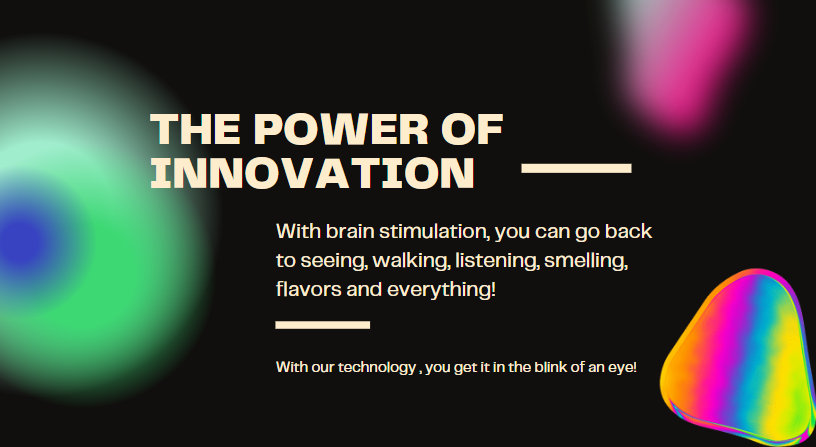 THE POWER OF
INNOVATION
With brain stimulation, you can go back
to seeing, walking, listening, smelling,
flavors and everything!
With our technology , you get it in the blink of an eye!